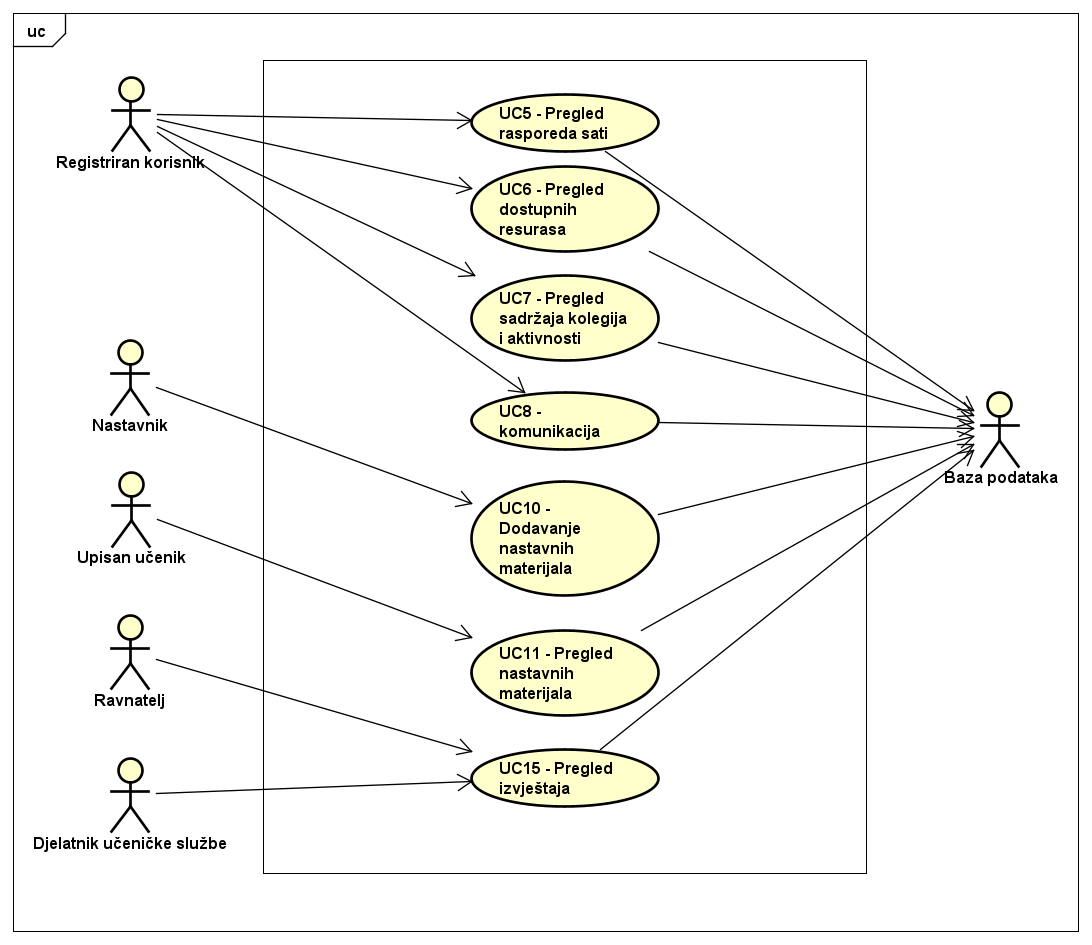 uc
Registriran korisnik
Nastavnik
Upisan učenik
Ravnatelj
Djelatnik učeničke službe
UC5 - Pregled
rasporeda sati
UC6 - Pregled
dostupnih
resurasa
UC7 - Pregled
sadržaja kolegija
i aktivnosti
UC8 -
komunikacija
UC10 -
Dodavanje
nastavnih
materijala
UC11 - Pregled
nastavnih
materijala
UC15 - Pregled
izvještaja
Baza podataka